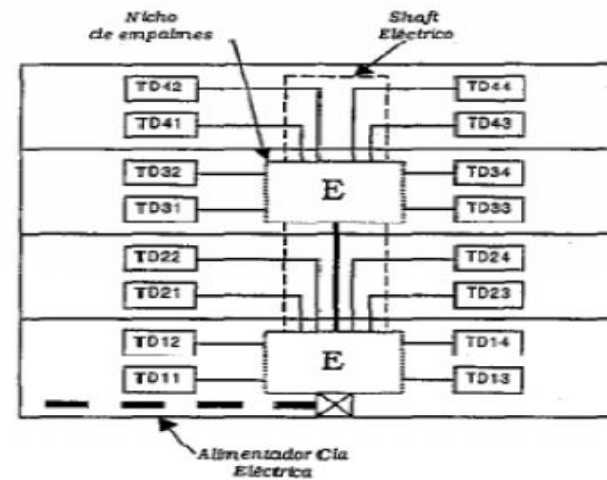 Nicho
de empalmes
Shaft
Eléctrico
TD42
TD44
TD41
TD43
TD32
E
TD34
TD31
TD33
TD22
TD24
TD21
TD23
TD12
E
TD14
TD11
TD13
Alimentador Cía
Eléctrica